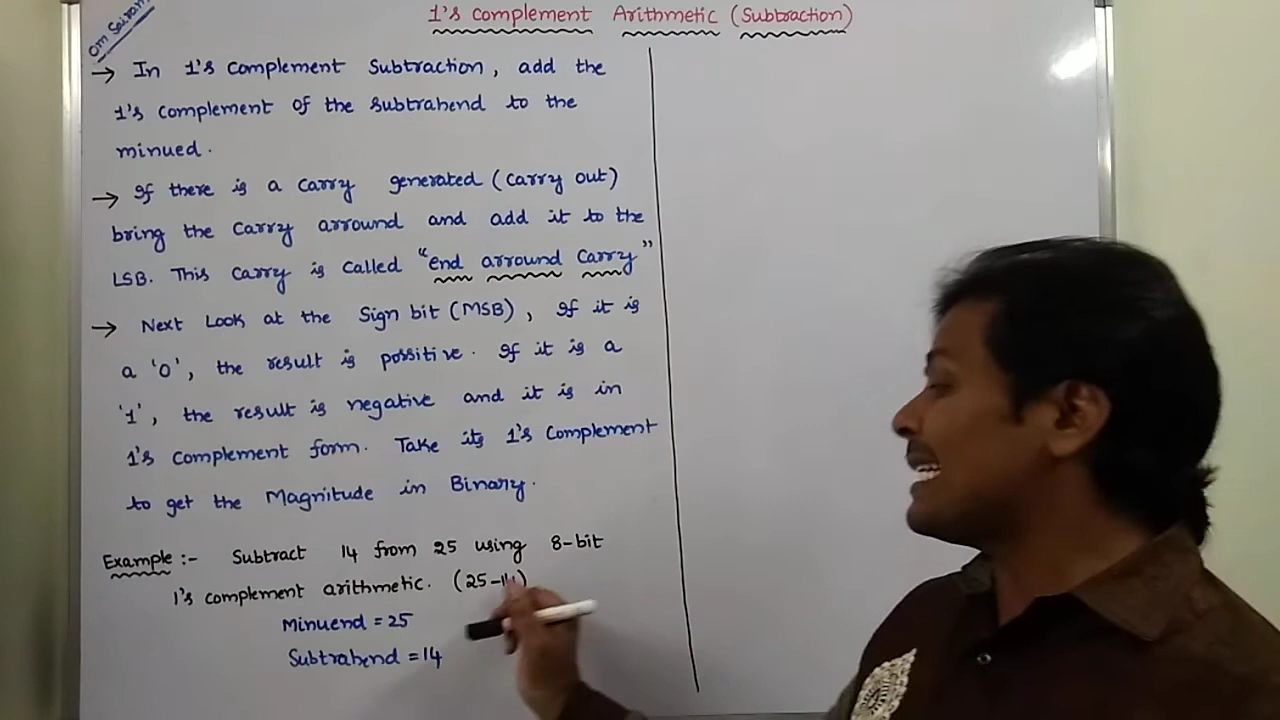 Om Sairam
1's Complement Arithmetic (Subtraction)
→ In 1's Complement Subtraction, add the
1's complement of the subtrahend to the
minued.
→ If there is a carry generated (carry out)
bring the carry arround and add it to the
LSB. This carry is called "end arround carry"
→ Next Look at the Sign bit (MSB), If it is
a '0', the result is possitive. If it is a
'1', the result is negative and it is in
1's complement form. Take its 1's complement
to get the Magnitude in Binary.
Example :- Subtract 14 from 25 using 8-bit
1's complement arithmetic. (25-14)
Minuend = 25
Subtrahend = 14